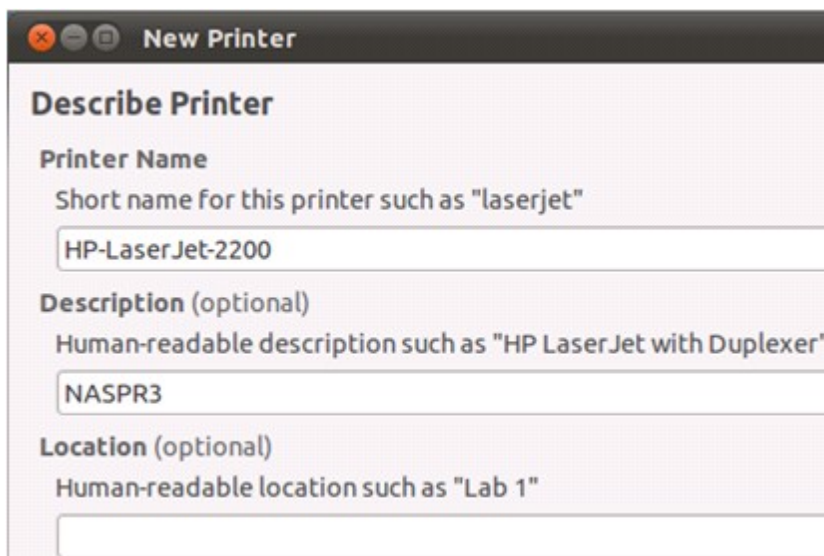 New Printer
Describe Printer
Printer Name
Short name for this printer such as "laserjet"
HP-LaserJet-2200
Description (optional)
Human-readable description such as "HP LaserJet with Duplexer"
NASPR3
Location (optional)
Human-readable location such as "Lab 1"